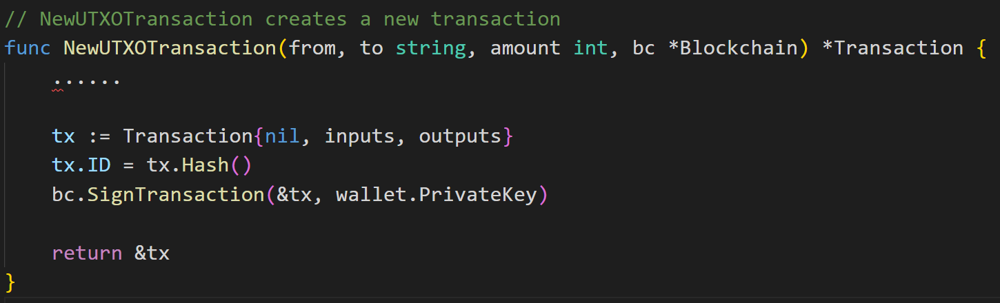 // NewUTXOTransaction creates a new transaction
func NewUTXOTransaction(from, to string, amount int, bc *Blockchain) *Transaction {
    ......
    tx := Transaction{nil, inputs, outputs}
    tx.ID = tx.Hash()
    bc.SignTransaction(&tx, wallet.PrivateKey)
    return &tx
}